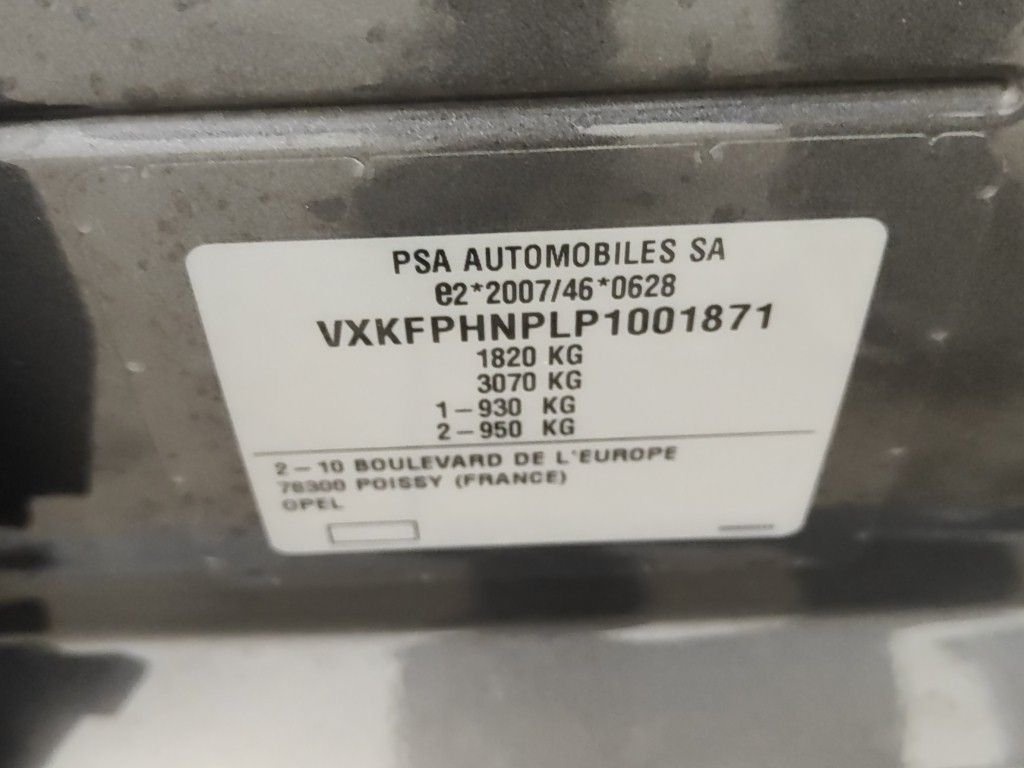 PSA AUTOMOBILES SA
e2*2007/46*0628
VXKFPHNPLP1001871
1820 KG
3070 KG
1-930 KG
2-950 KG
2-10 BOULEVARD DE L'EUROPE
78300 POISSY (FRANCE)
OPEL